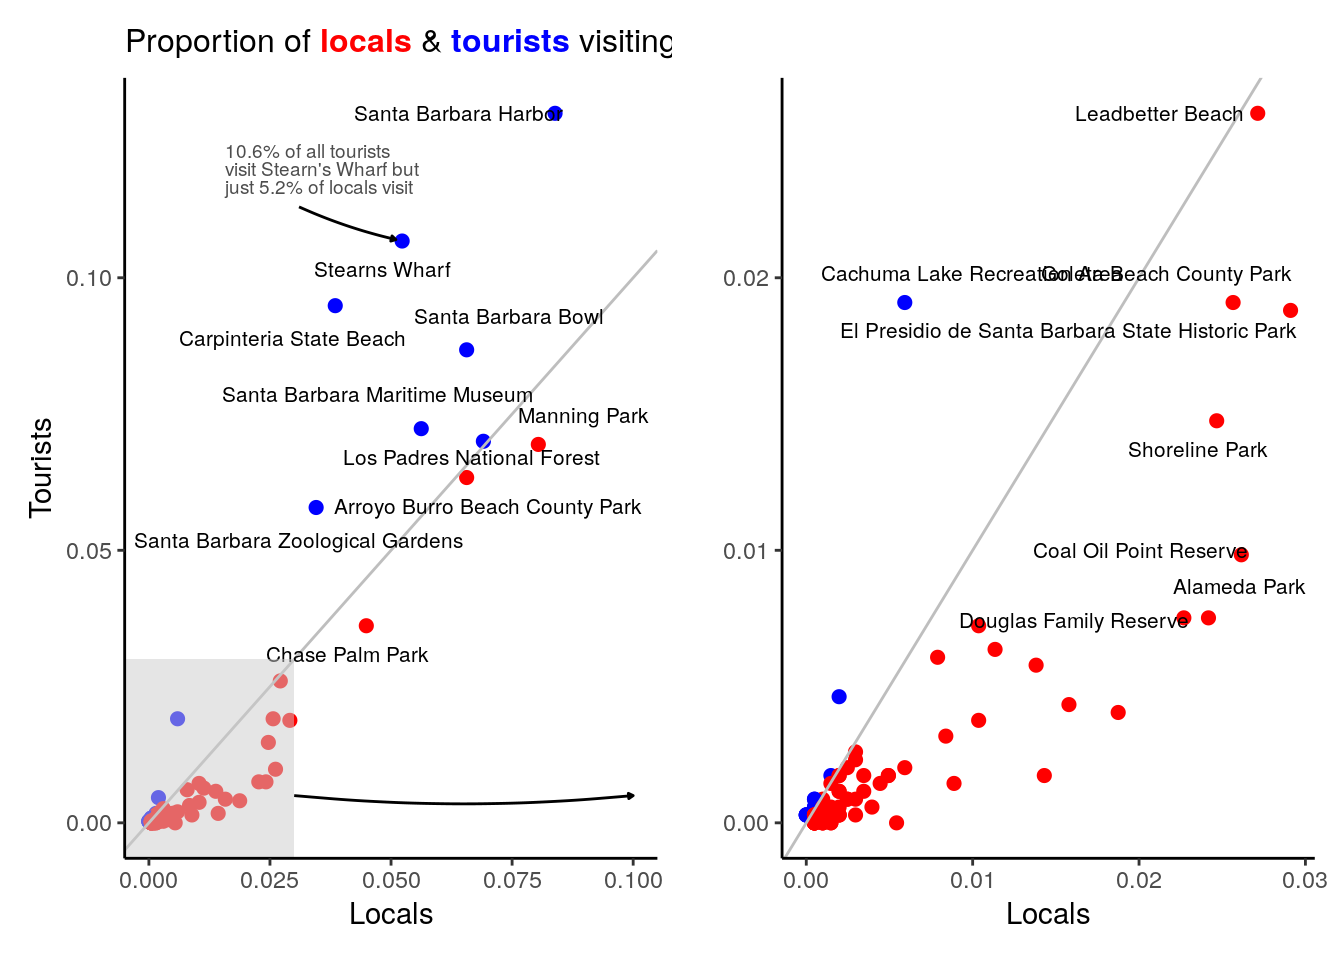 Proportion of locals & tourists visiting
Santa Barbara Harbor
10.6% of all tourists
visit Stearn's Wharf but
just 5.2% of locals visit
Stearns Wharf
Santa Barbara Bowl
Carpinteria State Beach
Santa Barbara Maritime Museum
Manning Park
Los Padres National Forest
Arroyo Burro Beach County Park
Santa Barbara Zoological Gardens
Chase Palm Park
Tourists
0.10
0.05
0.00
0.000 0.025 0.050 0.075 0.100
Locals
Leadbetter Beach
Cachuma Lake Recreation Area
Goleta Beach County Park
El Presidio de Santa Barbara State Historic Park
Shoreline Park
Coal Oil Point Reserve
Alameda Park
Douglas Family Reserve
0.02
0.01
0.00
0.00 0.01 0.02 0.03
Locals